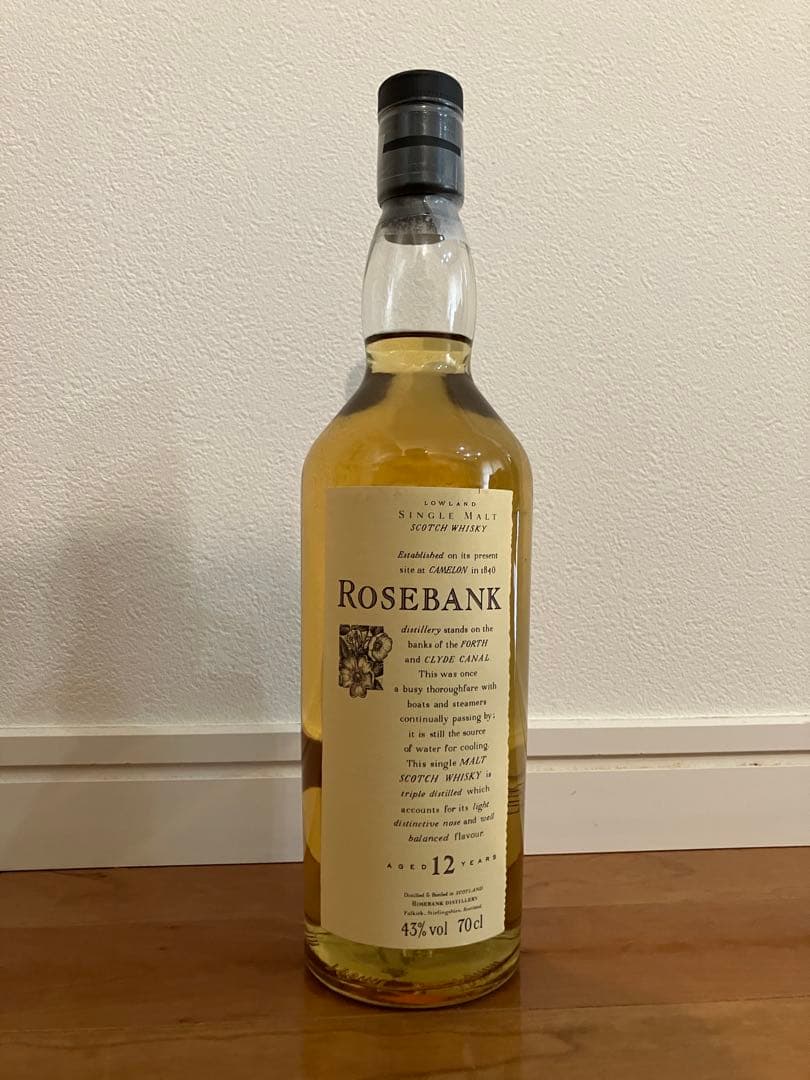 LOWLAND
SINGLE MALT
SCOTCH WHISKY
Established on its present
site at CAMELON in 1840
ROSEBANK
distillery stands on the
banks of the FORTH
and CLYDE CANAL.
This was once
a busy thoroughfare with
boats and steamers
continually passing by;
it is still the source
of water for cooling.
This single MALT
SCOTCH WHISKY is
triple distilled which
accounts for its light
distinctive nose and well
balanced flavour.
AGED 12 YEARS
Distilled & Bottled in SCOTLAND
ROSEBANK DISTILLERY
Falkirk, Stirlingshire, Scotland.
43% vol 70cl